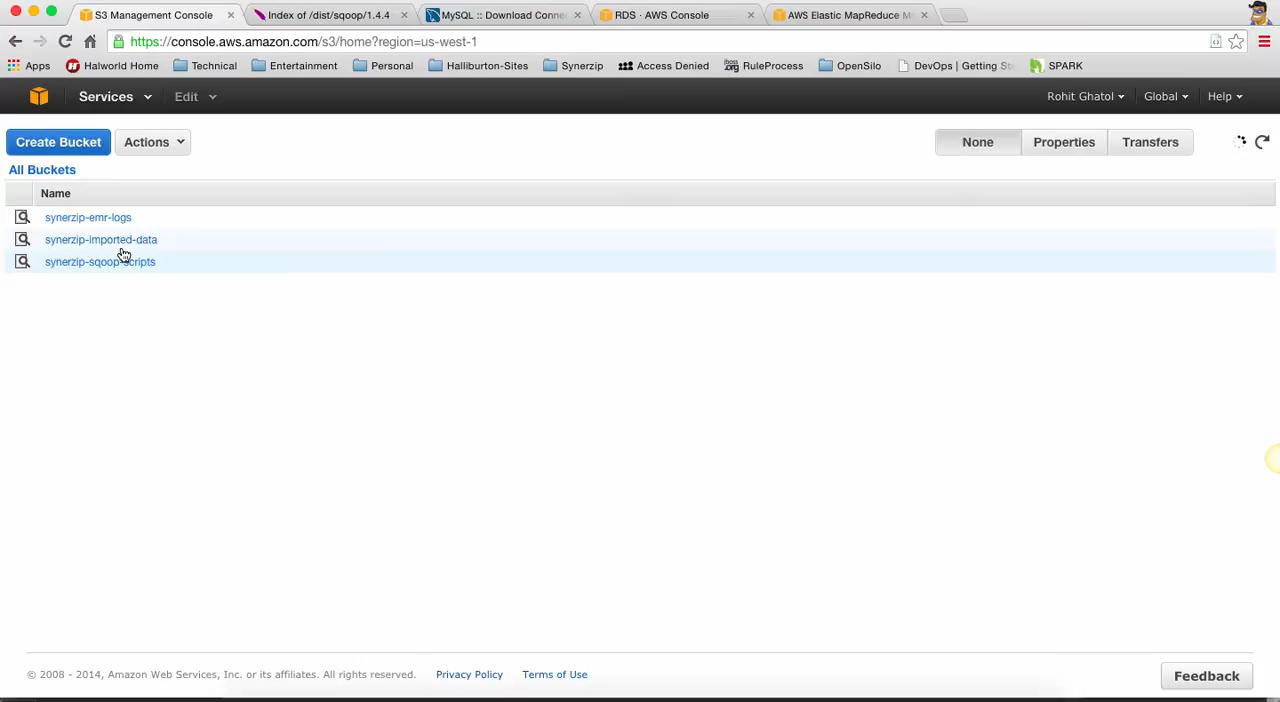 S3 Management Console
Index of /dist/sqoop/1.4.4
MySQL :: Download Conne
RDS · AWS Console
AWS Elastic MapReduce M
https://console.aws.amazon.com/s3/home?region=us-west-1
Apps
Halworld Home
Technical
Entertainment
Personal
Halliburton-Sites
Synerzip
Access Denied
RuleProcess
OpenSilo
DevOps | Getting St
SPARK
Services
Edit
Rohit Ghatol
Global
Help
Create Bucket
Actions
None
Properties
Transfers
All Buckets
Name
synerzip-emr-logs
synerzip-imported-data
synerzip-sqoop-scripts
© 2008 - 2014, Amazon Web Services, Inc. or its affiliates. All rights reserved.
Privacy Policy
Terms of Use
Feedback